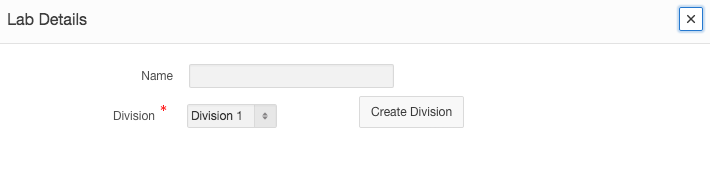 Lab Details
Name
Division *
Division 1
Create Division